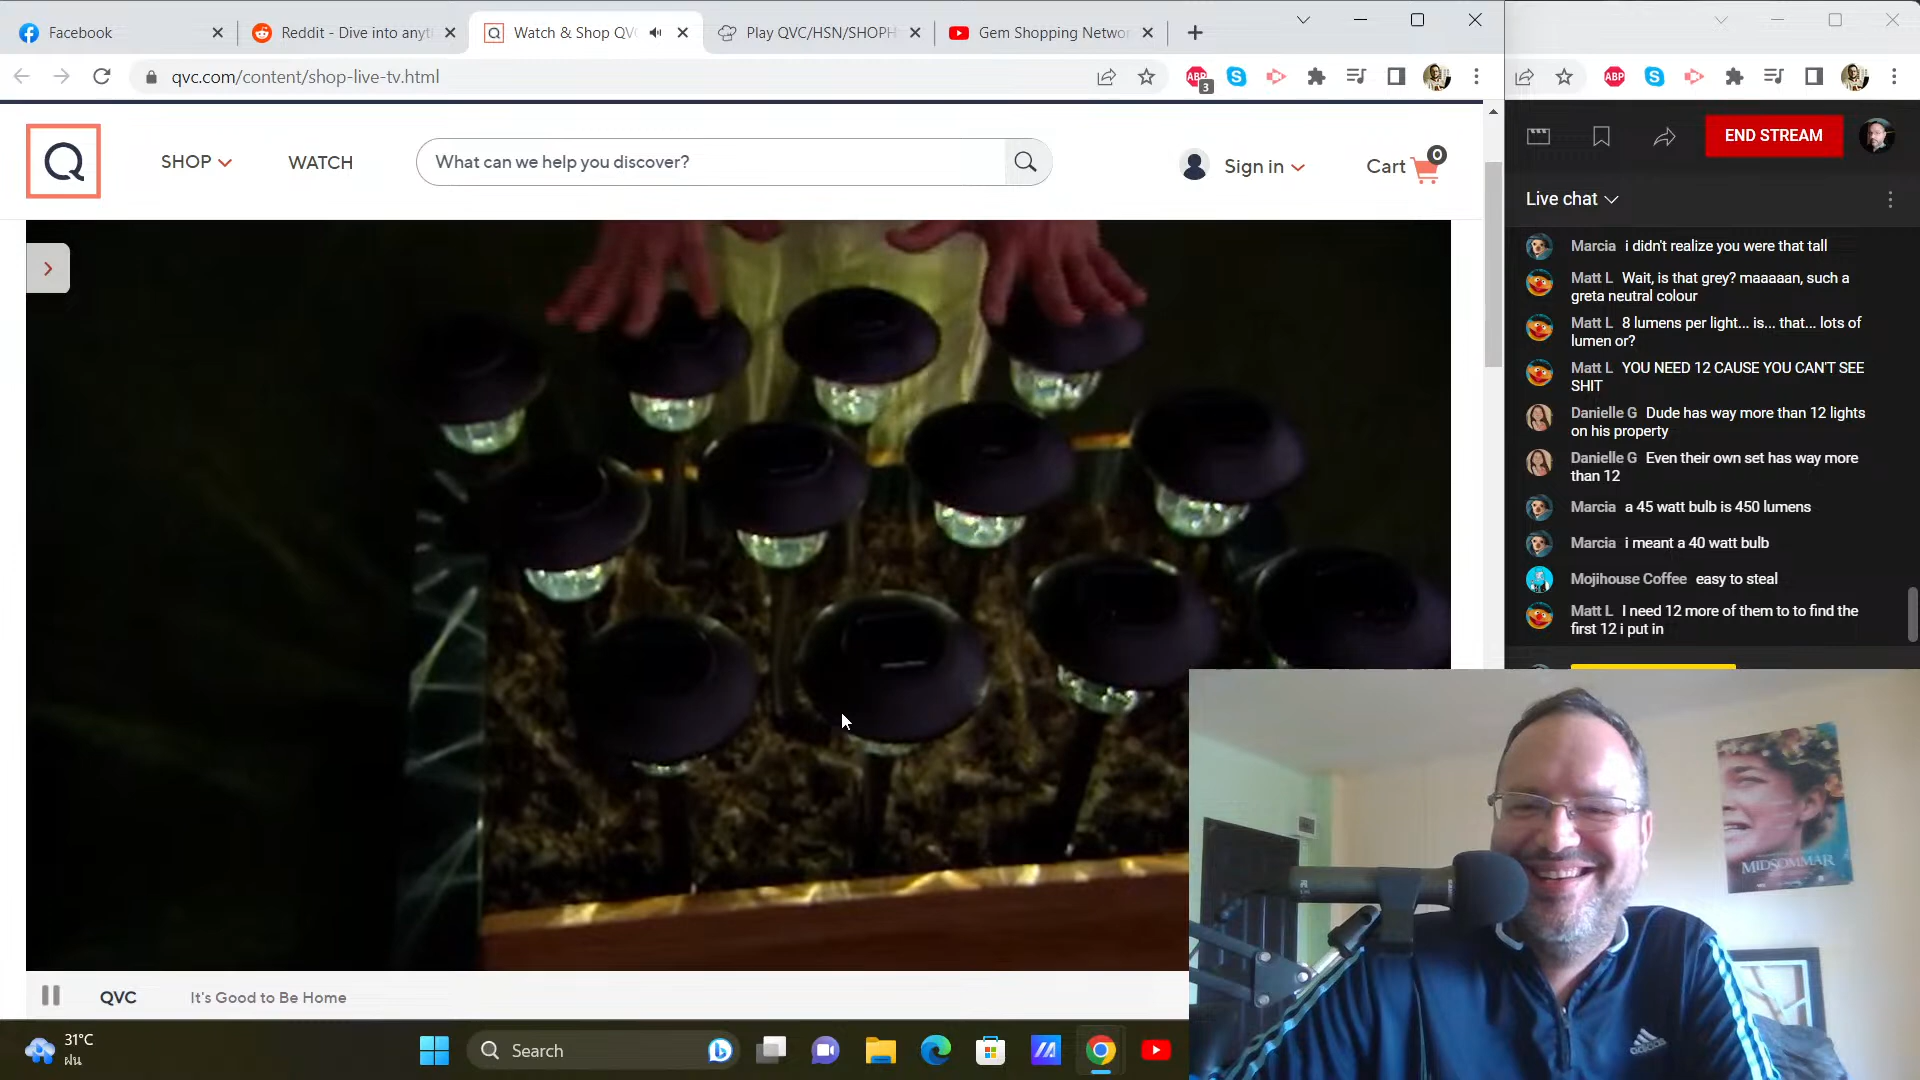 Facebook
Reddit - Dive into anyt
Watch & Shop QV
Play QVC/HSN/SHOPH
Gem Shopping Netwo
qvc.com/content/shop-live-tv.html
ABP
3
S
ABP
S
Q
SHOP
WATCH
What can we help you discover?
Sign in
Cart
0
END STREAM
Live chat
Marcia i didn't realize you were that tall
Matt L Wait, is that grey? maaaaan, such a
greta neutral colour
Matt L 8 lumens per light... is... that... lots of
lumen or?
Matt L YOU NEED 12 CAUSE YOU CAN'T SEE
SHIT
Danielle G Dude has way more than 12 lights
on his property
Danielle G Even their own set has way more
than 12
Marcia a 45 watt bulb is 450 lumens
Marcia i meant a 40 watt bulb
Mojihouse Coffee easy to steal
Matt L I need 12 more of them to to find the
first 12 i put in
MIDSOMMAR
adidas
QVC
It's Good to Be Home
31°C
ฝน
Search